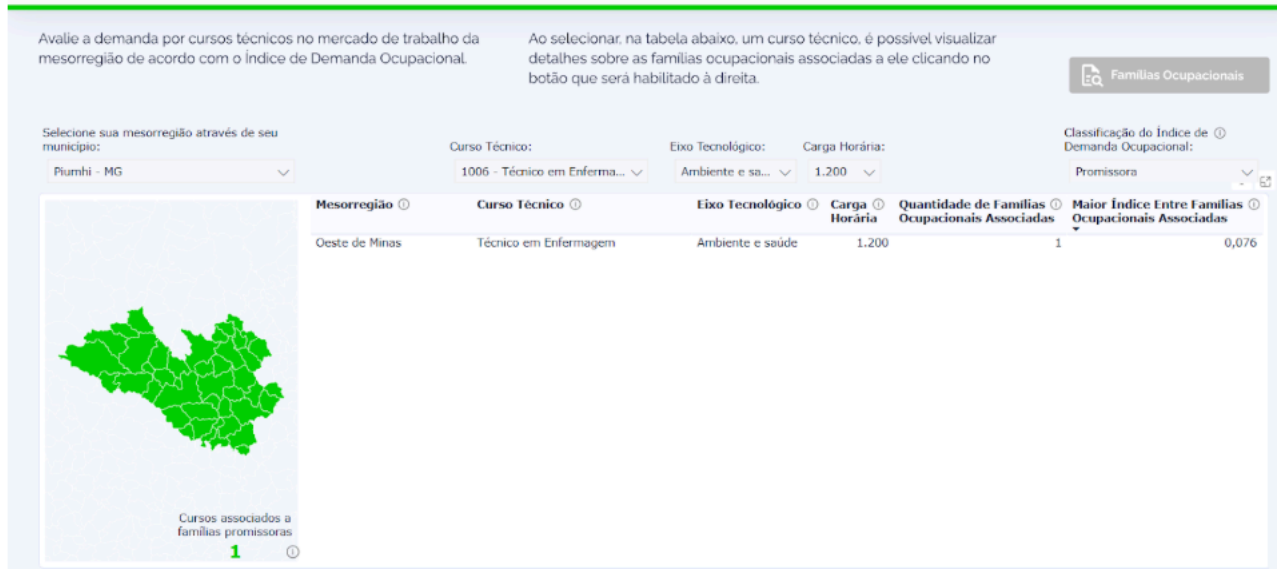 Avalie a demanda por cursos técnicos no mercado de trabalho da
mesorregião de acordo com o Índice de Demanda Ocupacional.
Ao selecionar, na tabela abaixo, um curso técnico, é possível visualizar
detalhes sobre as famílias ocupacionais associadas a ele clicando no
botão que será habilitado à direita.
Famílias Ocupacionais
Selecione sua mesorregião através de seu
município:
Curso Técnico:
Eixo Tecnológico:
Carga Horária:
Classificação do Índice de
Demanda Ocupacional:
Piumhi - MG
1006 - Técnico em Enferma...
Ambiente e sa...
1.200
Promissora
Mesorregião
Curso Técnico
Eixo Tecnológico
Carga
Horária
Quantidade de Famílias
Ocupacionais Associadas
Maior Índice Entre Famílias
Ocupacionais Associadas
Oeste de Minas
Técnico em Enfermagem
Ambiente e saúde
1.200
1
0,076
Cursos associados a
famílias promissoras
1